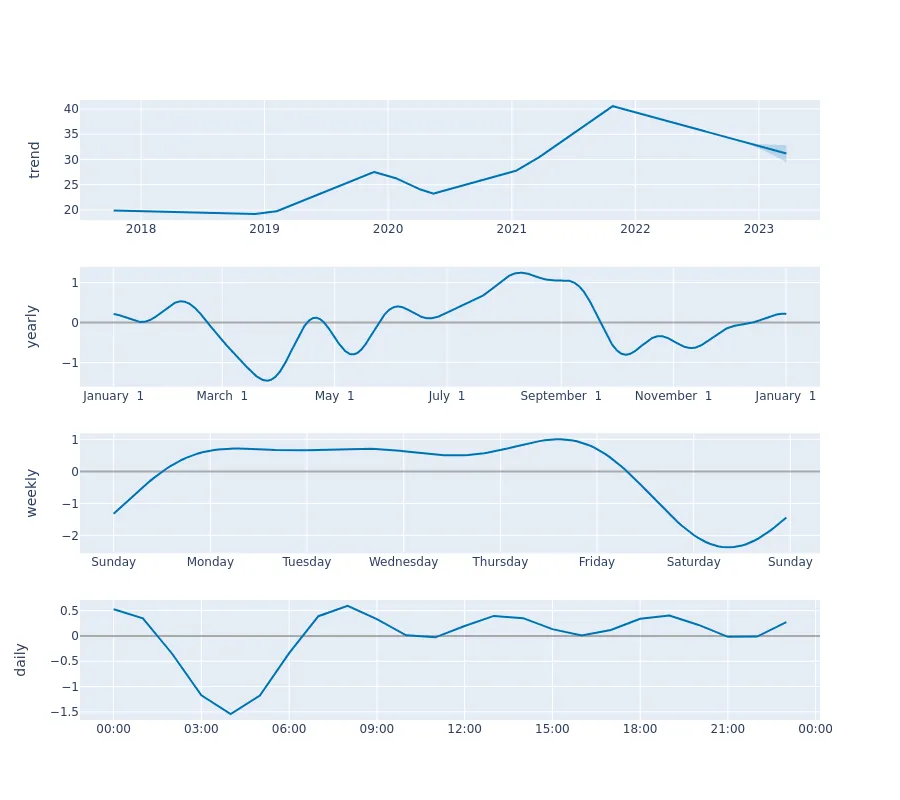 trend
40
35
30
25
20
2018 2019 2020 2021 2022 2023
yearly
1
0
−1
January 1 March 1 May 1 July 1 September 1 November 1 January 1
weekly
1
0
−1
−2
Sunday Monday Tuesday Wednesday Thursday Friday Saturday Sunday
daily
0.5
0
−0.5
−1
−1.5
00:00 03:00 06:00 09:00 12:00 15:00 18:00 21:00 00:00